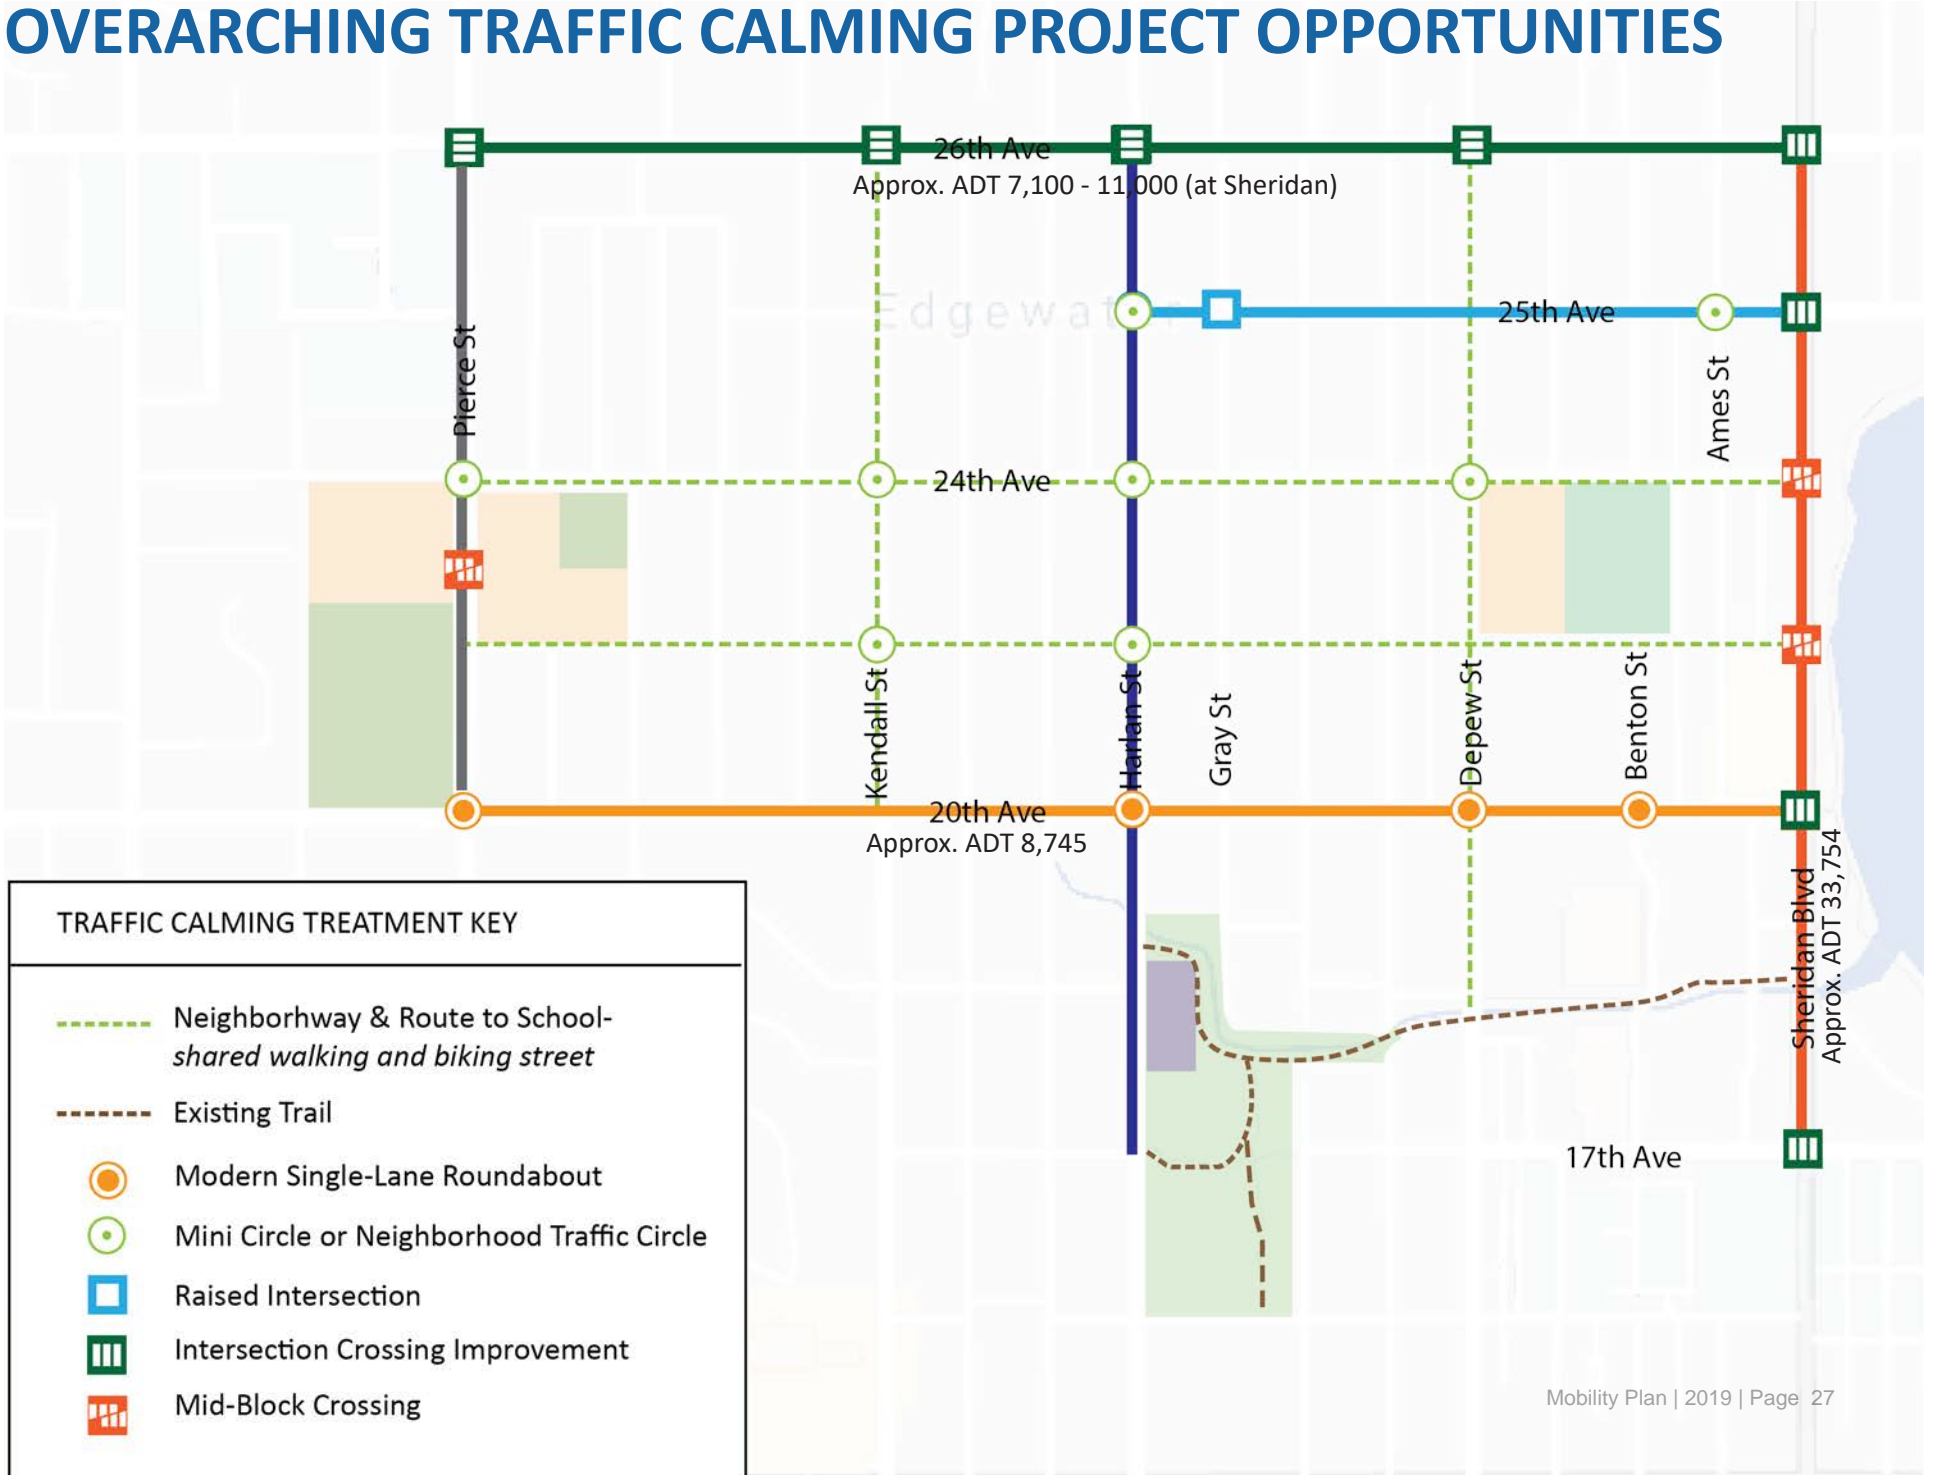 OVERARCHING TRAFFIC CALMING PROJECT OPPORTUNITIES
26th Ave
Approx. ADT 7,100 - 11,000 (at Sheridan)
Edgewater
25th Ave
Pierce St
Ames St
24th Ave
Kendall St
Harlan St
Gray St
Depew St
Benton St
20th Ave
Approx. ADT 8,745
Sheridan Blvd
Approx. ADT 33,754
17th Ave
TRAFFIC CALMING TREATMENT KEY
Neighborhway & Route to School-
shared walking and biking street
Existing Trail
Modern Single-Lane Roundabout
Mini Circle or Neighborhood Traffic Circle
Raised Intersection
Intersection Crossing Improvement
Mid-Block Crossing
Mobility Plan | 2019 | Page 27